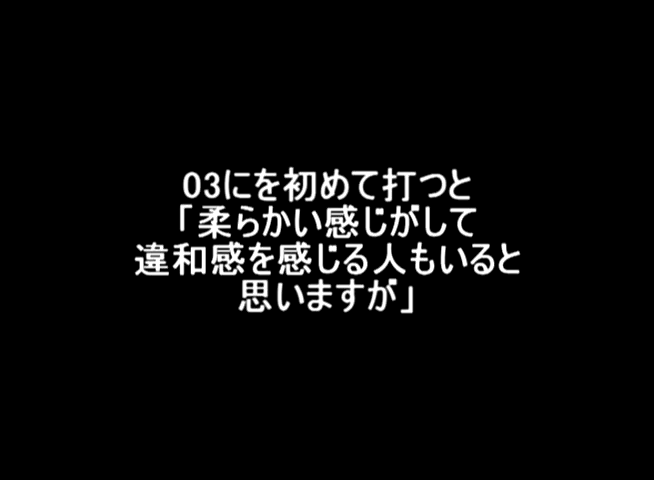 03にを初めて打つと
「柔らかい感じがして
違和感を感じる人もいると
思いますが」